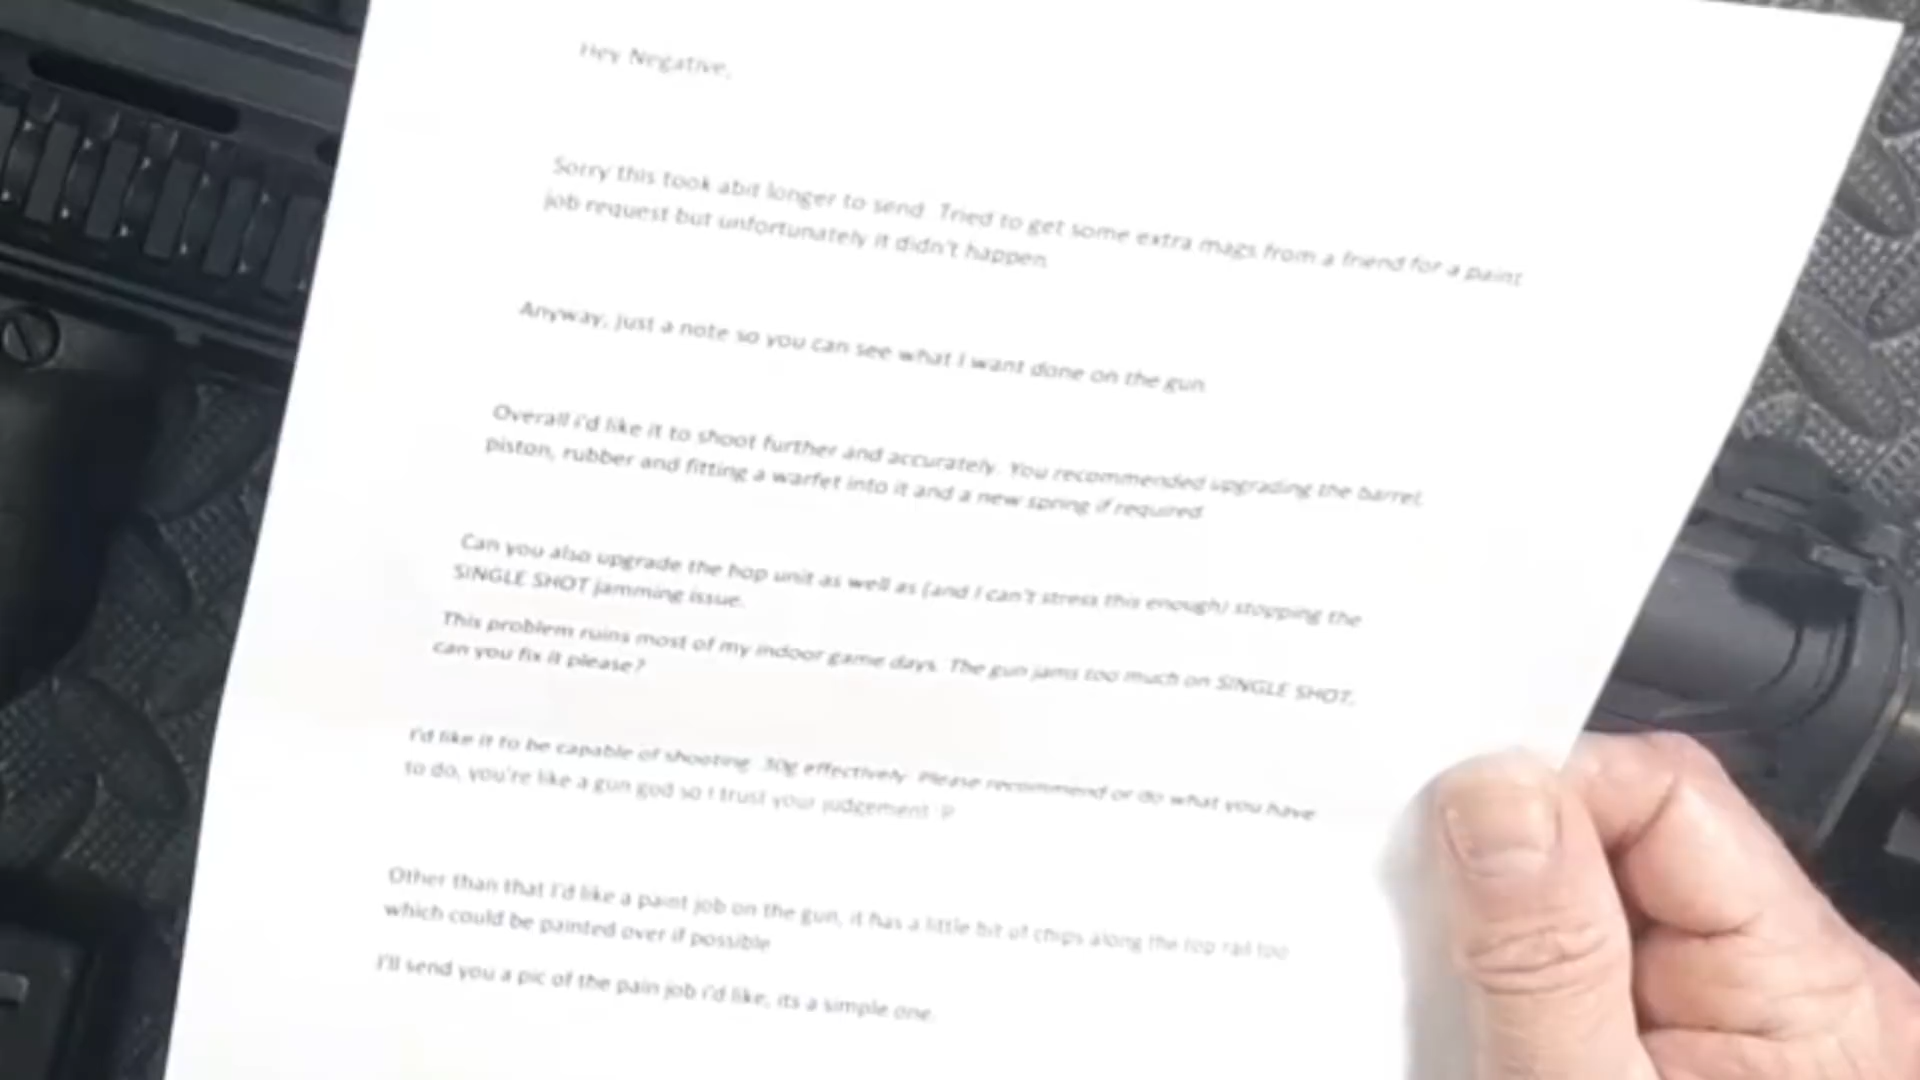 Hey Negative,
Sorry this took abit longer to send. Tried to get some extra mags from a friend for a paint
job request but unfortunately it didn't happen.
Anyway, just a note so you can see what I want done on the gun.
Overall i'd like it to shoot further and accurately. You recommended upgrading the barrel,
piston, rubber and fitting a warfet into it and a new spring if required.
Can you also upgrade the hop unit as well as (and I can't stress this enough) stopping the
SINGLE SHOT jamming issue.
This problem ruins most of my indoor game days. The gun jams too much on SINGLE SHOT,
can you fix it please?
I'd like it to be capable of shooting .30g effectively. Please recommend or do what you have
to do, you're like a gun god so I trust your judgement :P
Other than that I'd like a paint job on the gun, it has a little bit of chips along the top rail too
which could be painted over if possible
I'll send you a pic of the pain job i'd like, its a simple one.